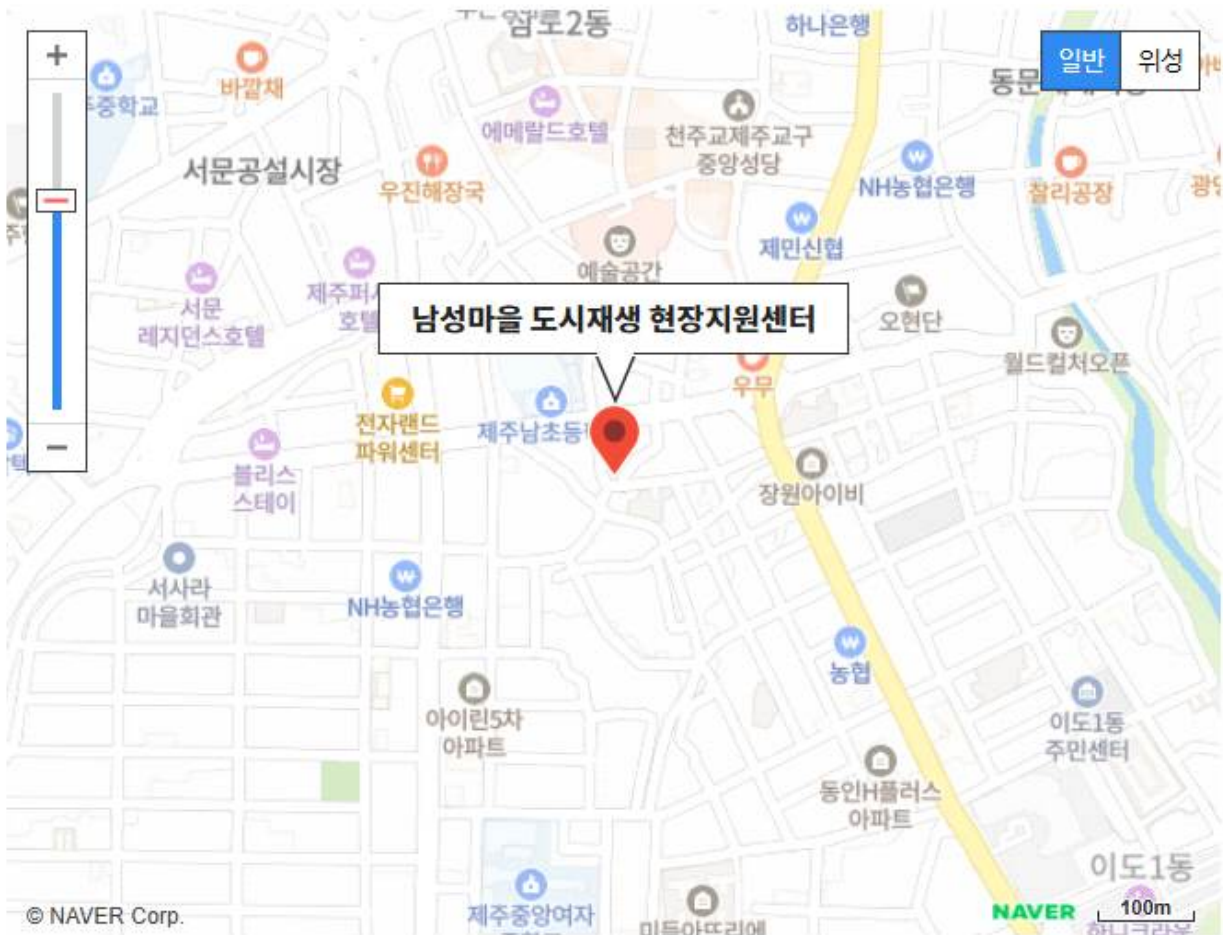 삼도2동
하나은행
일반
위성
바깥채
에메랄드호텔
천주교제주교구
중앙성당
서문공설시장
우진해장국
NH농협은행
찰리공장
제민신협
예술공간
서문
레지던스호텔
호텔
남성마을 도시재생 현장지원센터
오현단
월드컬처오픈
우무
전자랜드
파워센터
제주남초등
블리스
스테이
장원아이비
서사라
마을회관
NH농협은행
농협
아이린5차
아파트
이도1동
주민센터
동인H플러스
아파트
이도1동
제주중앙여자
© NAVER Corp.
NAVER
100m